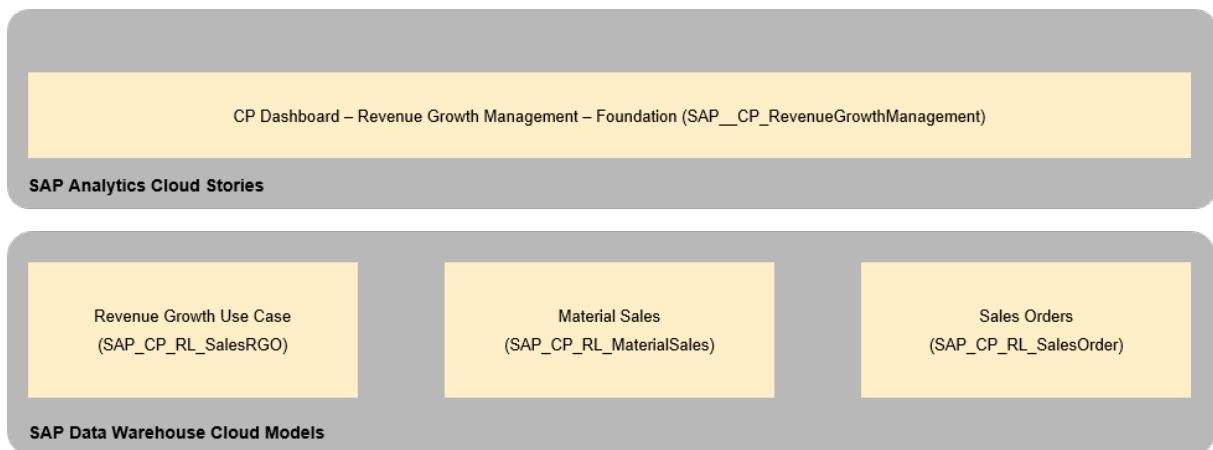 CP Dashboard – Revenue Growth Management – Foundation (SAP__CP_RevenueGrowthManagement)
SAP Analytics Cloud Stories
Revenue Growth Use Case
(SAP_CP_RL_SalesRGO)
Material Sales
(SAP_CP_RL_MaterialSales)
Sales Orders
(SAP_CP_RL_SalesOrder)
SAP Data Warehouse Cloud Models